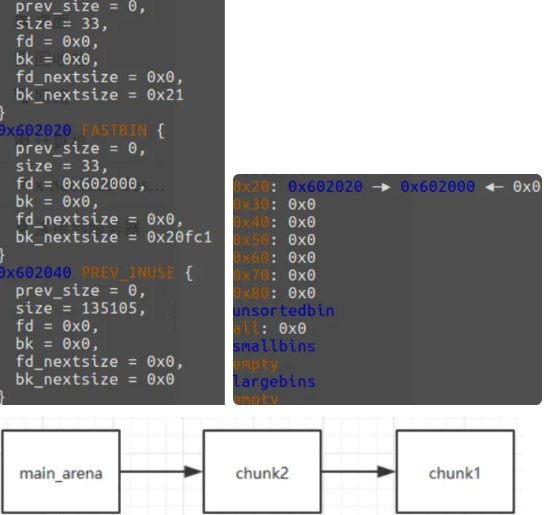 prev_size = 0,
size = 33,
fd = 0x0,
bk = 0x0,
fd_nextsize = 0x0,
bk_nextsize = 0x21
}
0x602020 FASTBIN {
prev_size = 0,
size = 33,
fd = 0x602000,
bk = 0x0,
fd_nextsize = 0x0,
bk_nextsize = 0x20fc1
}
0x602040 PREV_INUSE {
prev_size = 0,
size = 135105,
fd = 0x0,
bk = 0x0,
fd_nextsize = 0x0,
bk_nextsize = 0x0
}
0x20: 0x602020 —▸ 0x602000 ◂— 0x0
0x30: 0x0
0x40: 0x0
0x50: 0x0
0x60: 0x0
0x70: 0x0
0x80: 0x0
unsortedbin
all: 0x0
smallbins
empty
largebins
empty
main_arena
chunk2
chunk1